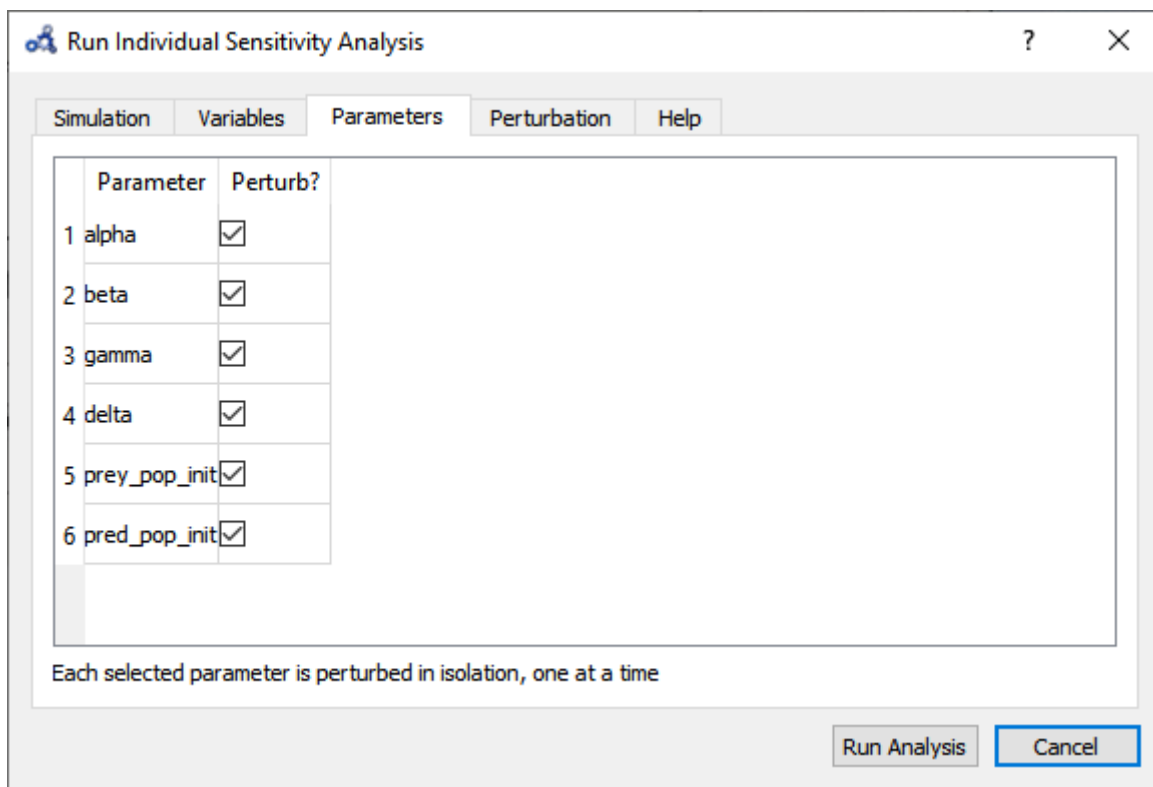 Run Individual Sensitivity Analysis ?
Simulation Variables Parameters Perturbation Help
Parameter Perturb?
1 alpha
2 beta
3 gamma
4 delta
5 prey_pop_init
6 pred_pop_init
Each selected parameter is perturbed in isolation, one at a time
Run Analysis Cancel